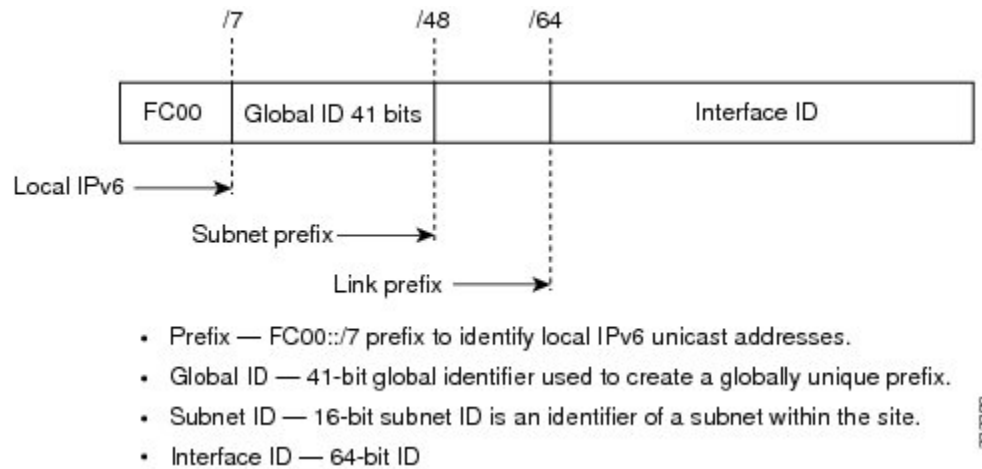 /7 /48 /64
FC00 Global ID 41 bits Interface ID
Local IPv6
Subnet prefix
Link prefix
• Prefix — FC00::/7 prefix to identify local IPv6 unicast addresses.
• Global ID — 41-bit global identifier used to create a globally unique prefix.
• Subnet ID — 16-bit subnet ID is an identifier of a subnet within the site.
• Interface ID — 64-bit ID